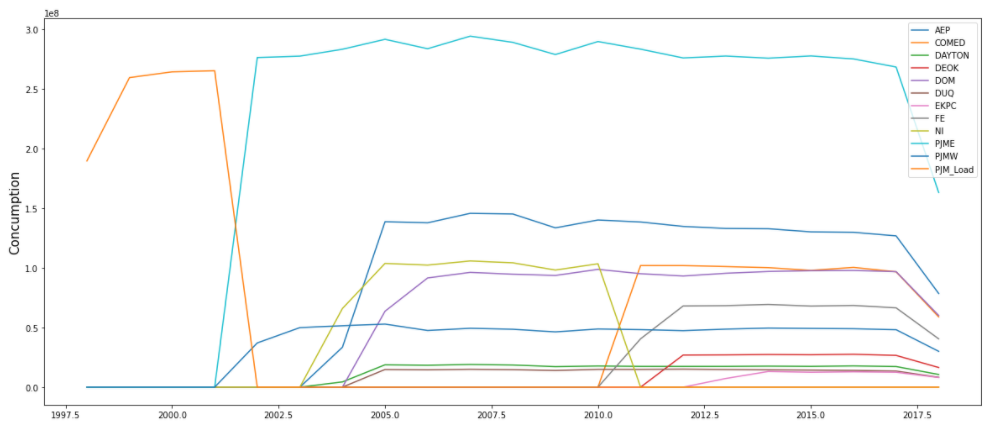 1e8
3.0
2.5
2.0
1.5
1.0
0.5
0.0
Concumption
1997.5 2000.0 2002.5 2005.0 2007.5 2010.0 2012.5 2015.0 2017.5
AEP
COMED
DAYTON
DEOK
DOM
DUQ
EKPC
FE
NI
PJME
PJMW
PJM_Load